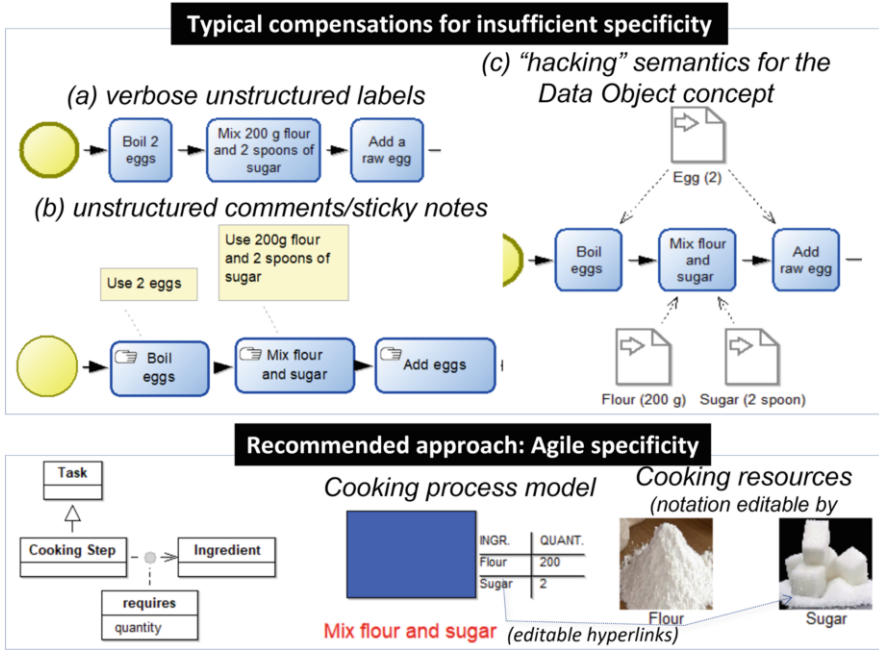 Typical compensations for insufficient specificity
(a) verbose unstructured labels
Boil 2
eggs
Mix 200 g flour
and 2 spoons of
sugar
Add a
raw egg
(b) unstructured comments/sticky notes
Use 2 eggs
Use 200g flour
and 2 spoons of
sugar
Boil
eggs
Mix flour
and sugar
Add eggs
(c) “hacking” semantics for the
Data Object concept
Egg (2)
Boil
eggs
Mix flour
and
sugar
Add
raw egg
Flour (200 g)
Sugar (2 spoon)
Recommended approach: Agile specificity
Task
Cooking Step
Ingredient
requires
quantity
Cooking process model
INGR.
QUANT.
Flour
200
Sugar
2
Mix flour and sugar
(editable hyperlinks)
Cooking resources
(notation editable by
Flour
Sugar